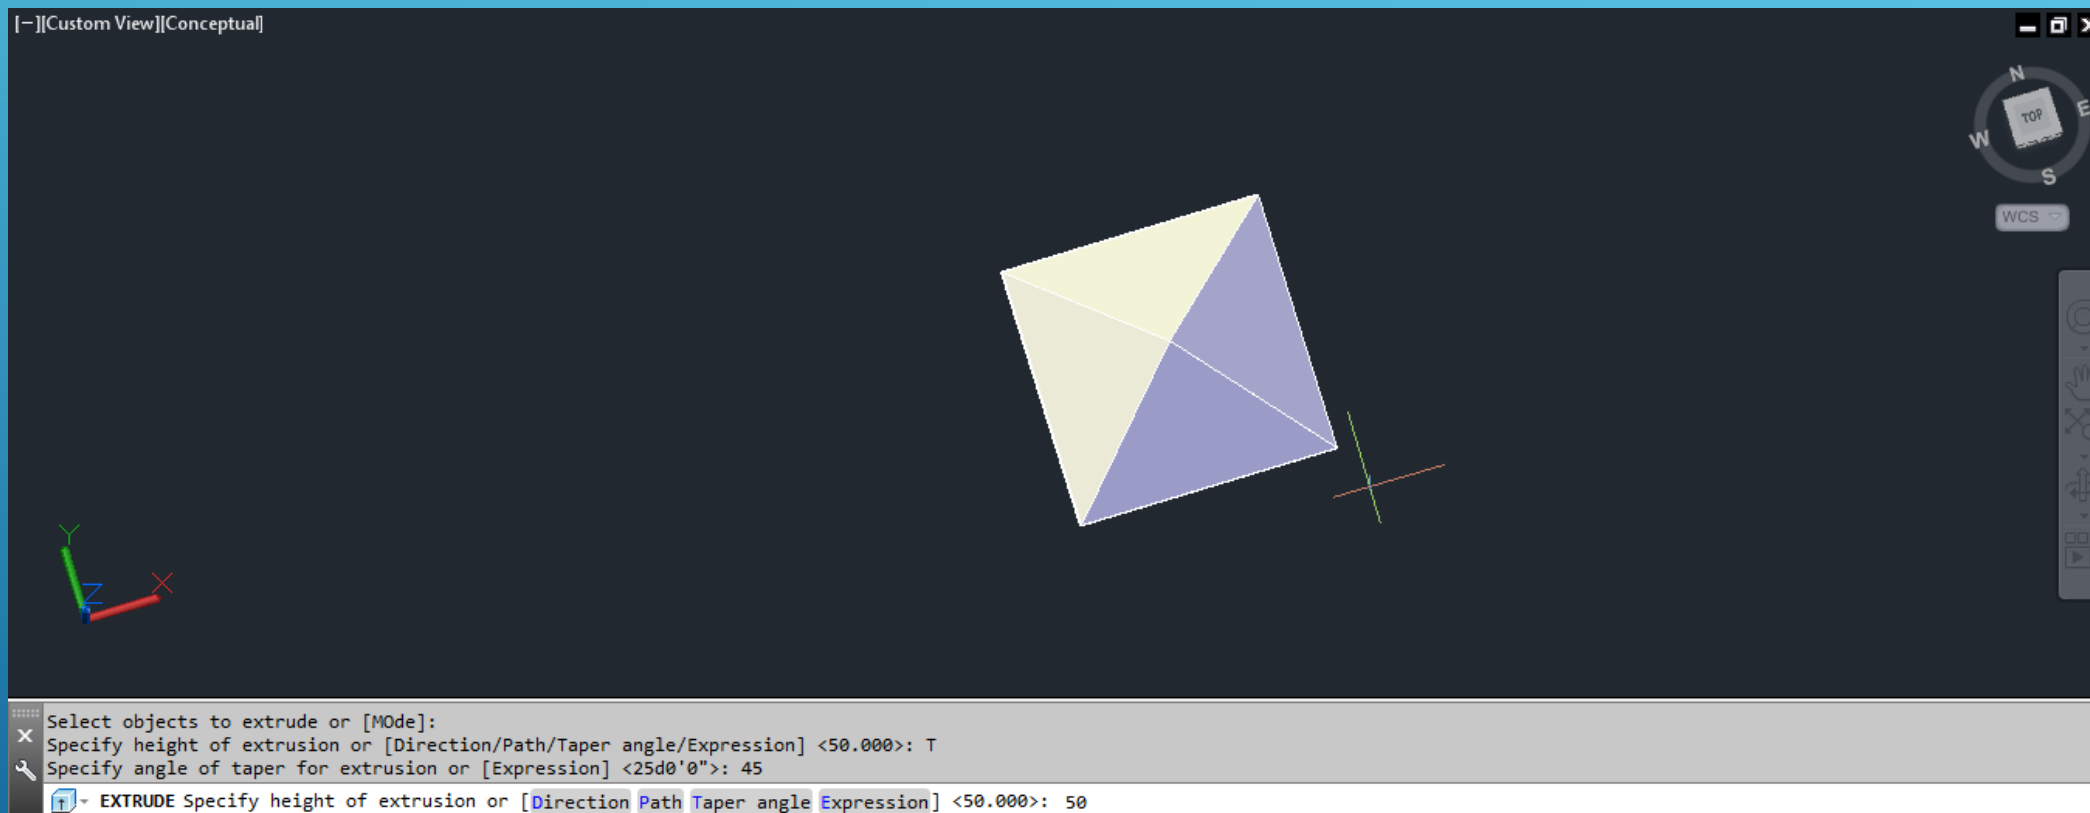 [−][Custom View][Conceptual]
N
TOP
E
W
S
WCS
Y
Z
X
Select objects to extrude or [MOde]:
Specify height of extrusion or [Direction/Path/Taper angle/Expression] <50.000>: T
Specify angle of taper for extrusion or [Expression] <25d0'0">: 45
EXTRUDE Specify height of extrusion or [Direction Path Taper angle Expression] <50.000>: 50